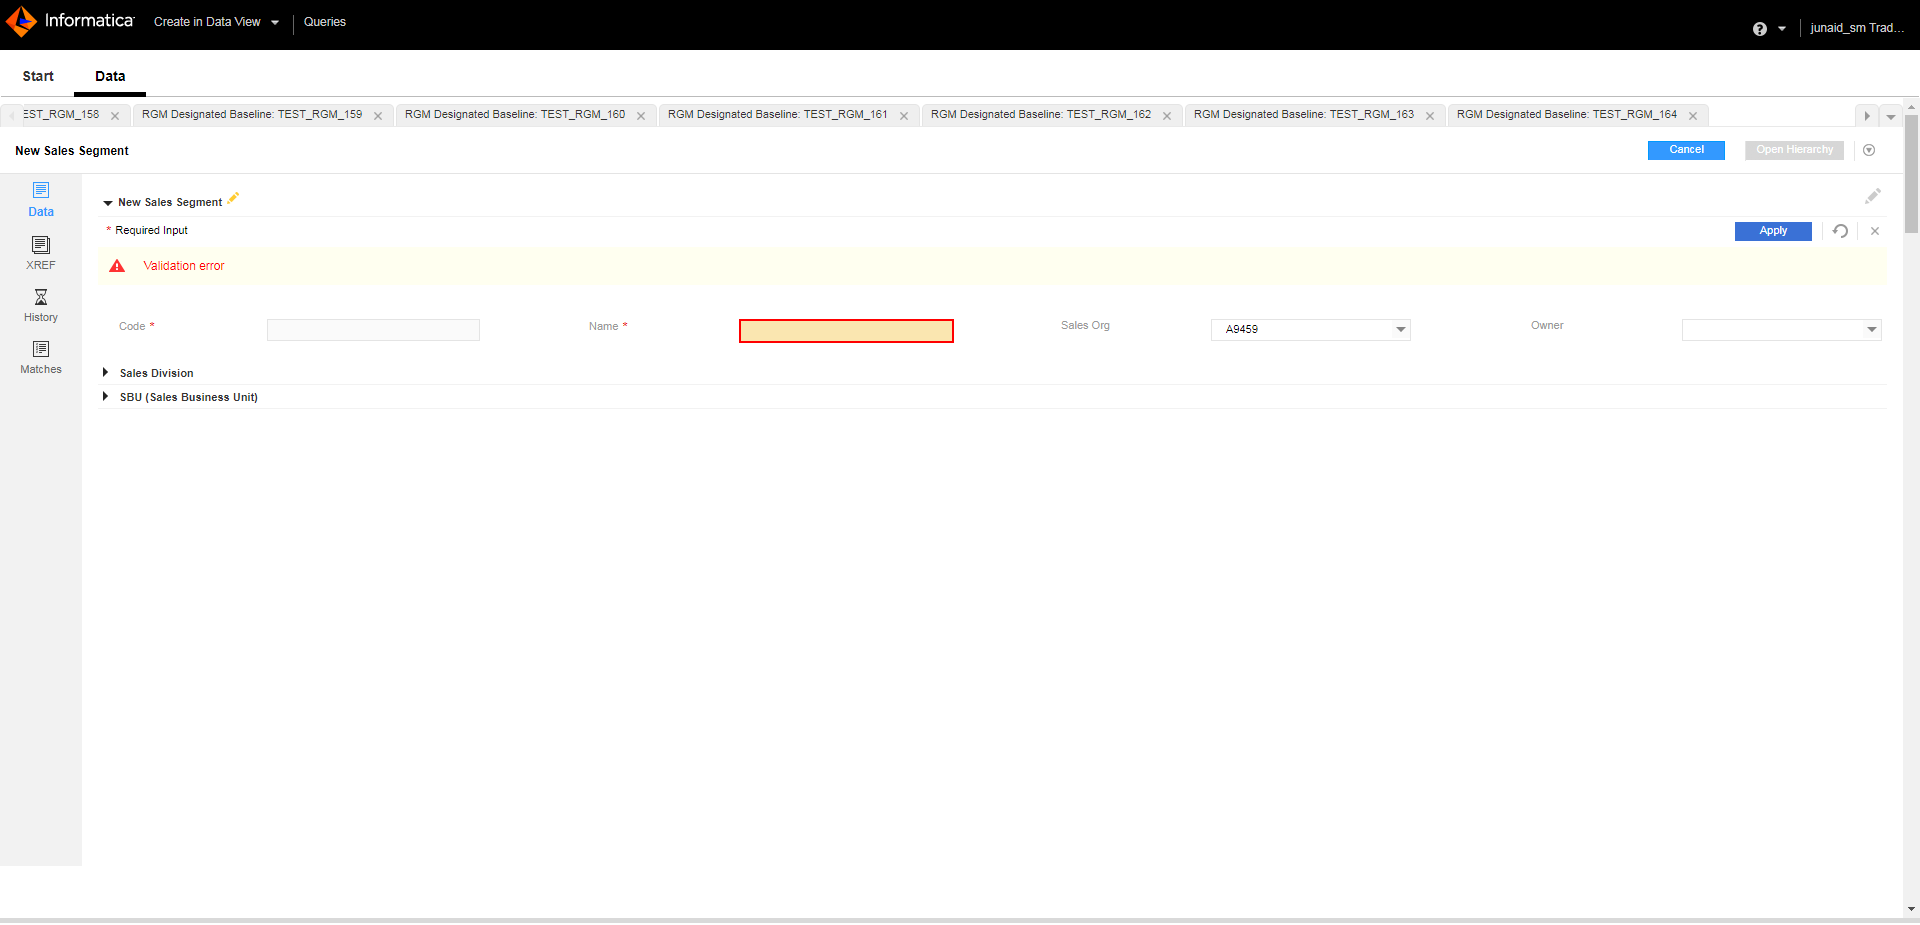 Informatica Create in Data View Queries junaid_sm Trad...
Start Data
EST_RGM_158 RGM Designated Baseline: TEST_RGM_159 RGM Designated Baseline: TEST_RGM_160 RGM Designated Baseline: TEST_RGM_161 RGM Designated Baseline: TEST_RGM_162 RGM Designated Baseline: TEST_RGM_163 RGM Designated Baseline: TEST_RGM_164
New Sales Segment Cancel Open Hierarchy
Data
XREF
History
Matches
New Sales Segment
* Required Input Apply
Validation error
Code * Name * Sales Org A9459 Owner
Sales Division
SBU (Sales Business Unit)